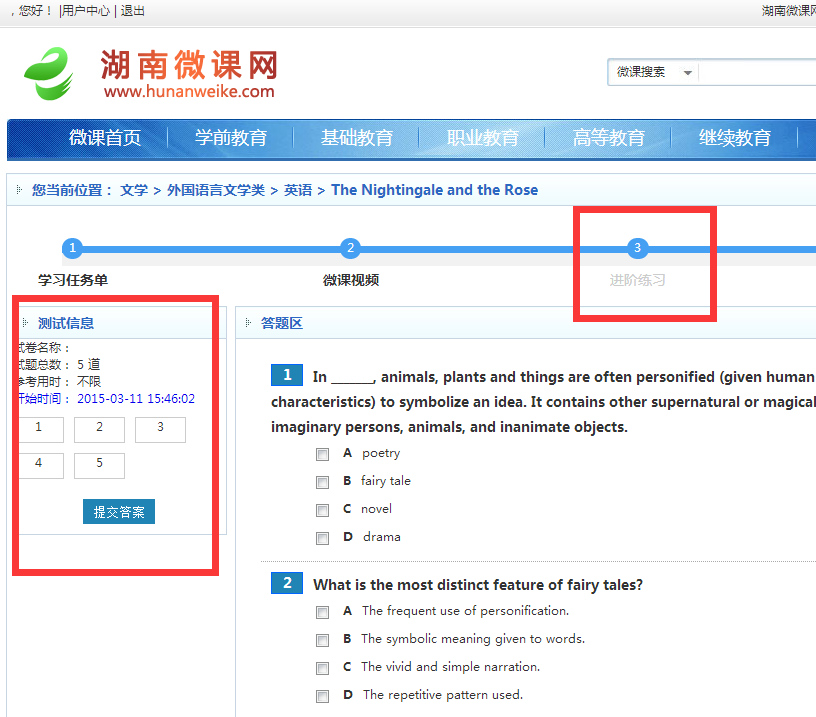 ，您好！ |用户中心 | 退出
湖南微课网
湖南微课网
www.hunanweike.com
微课搜索
微课首页 学前教育 基础教育 职业教育 高等教育 继续教育
您当前位置： 文学 > 外国语言文学类 > 英语 > The Nightingale and the Rose
1 2 3
学习任务单 微课视频 进阶练习
测试信息
试卷名称：
试题总数： 5 道
参考用时： 不限
开始时间： 2015-03-11 15:46:02
1 2 3
4 5
提交答案
答题区
1 In ______, animals, plants and things are often personified (given human
characteristics) to symbolize an idea. It contains other supernatural or magical
imaginary persons, animals, and inanimate objects.
A poetry
B fairy tale
C novel
D drama
2 What is the most distinct feature of fairy tales?
A The frequent use of personification.
B The symbolic meaning given to words.
C The vivid and simple narration.
D The repetitive pattern used.